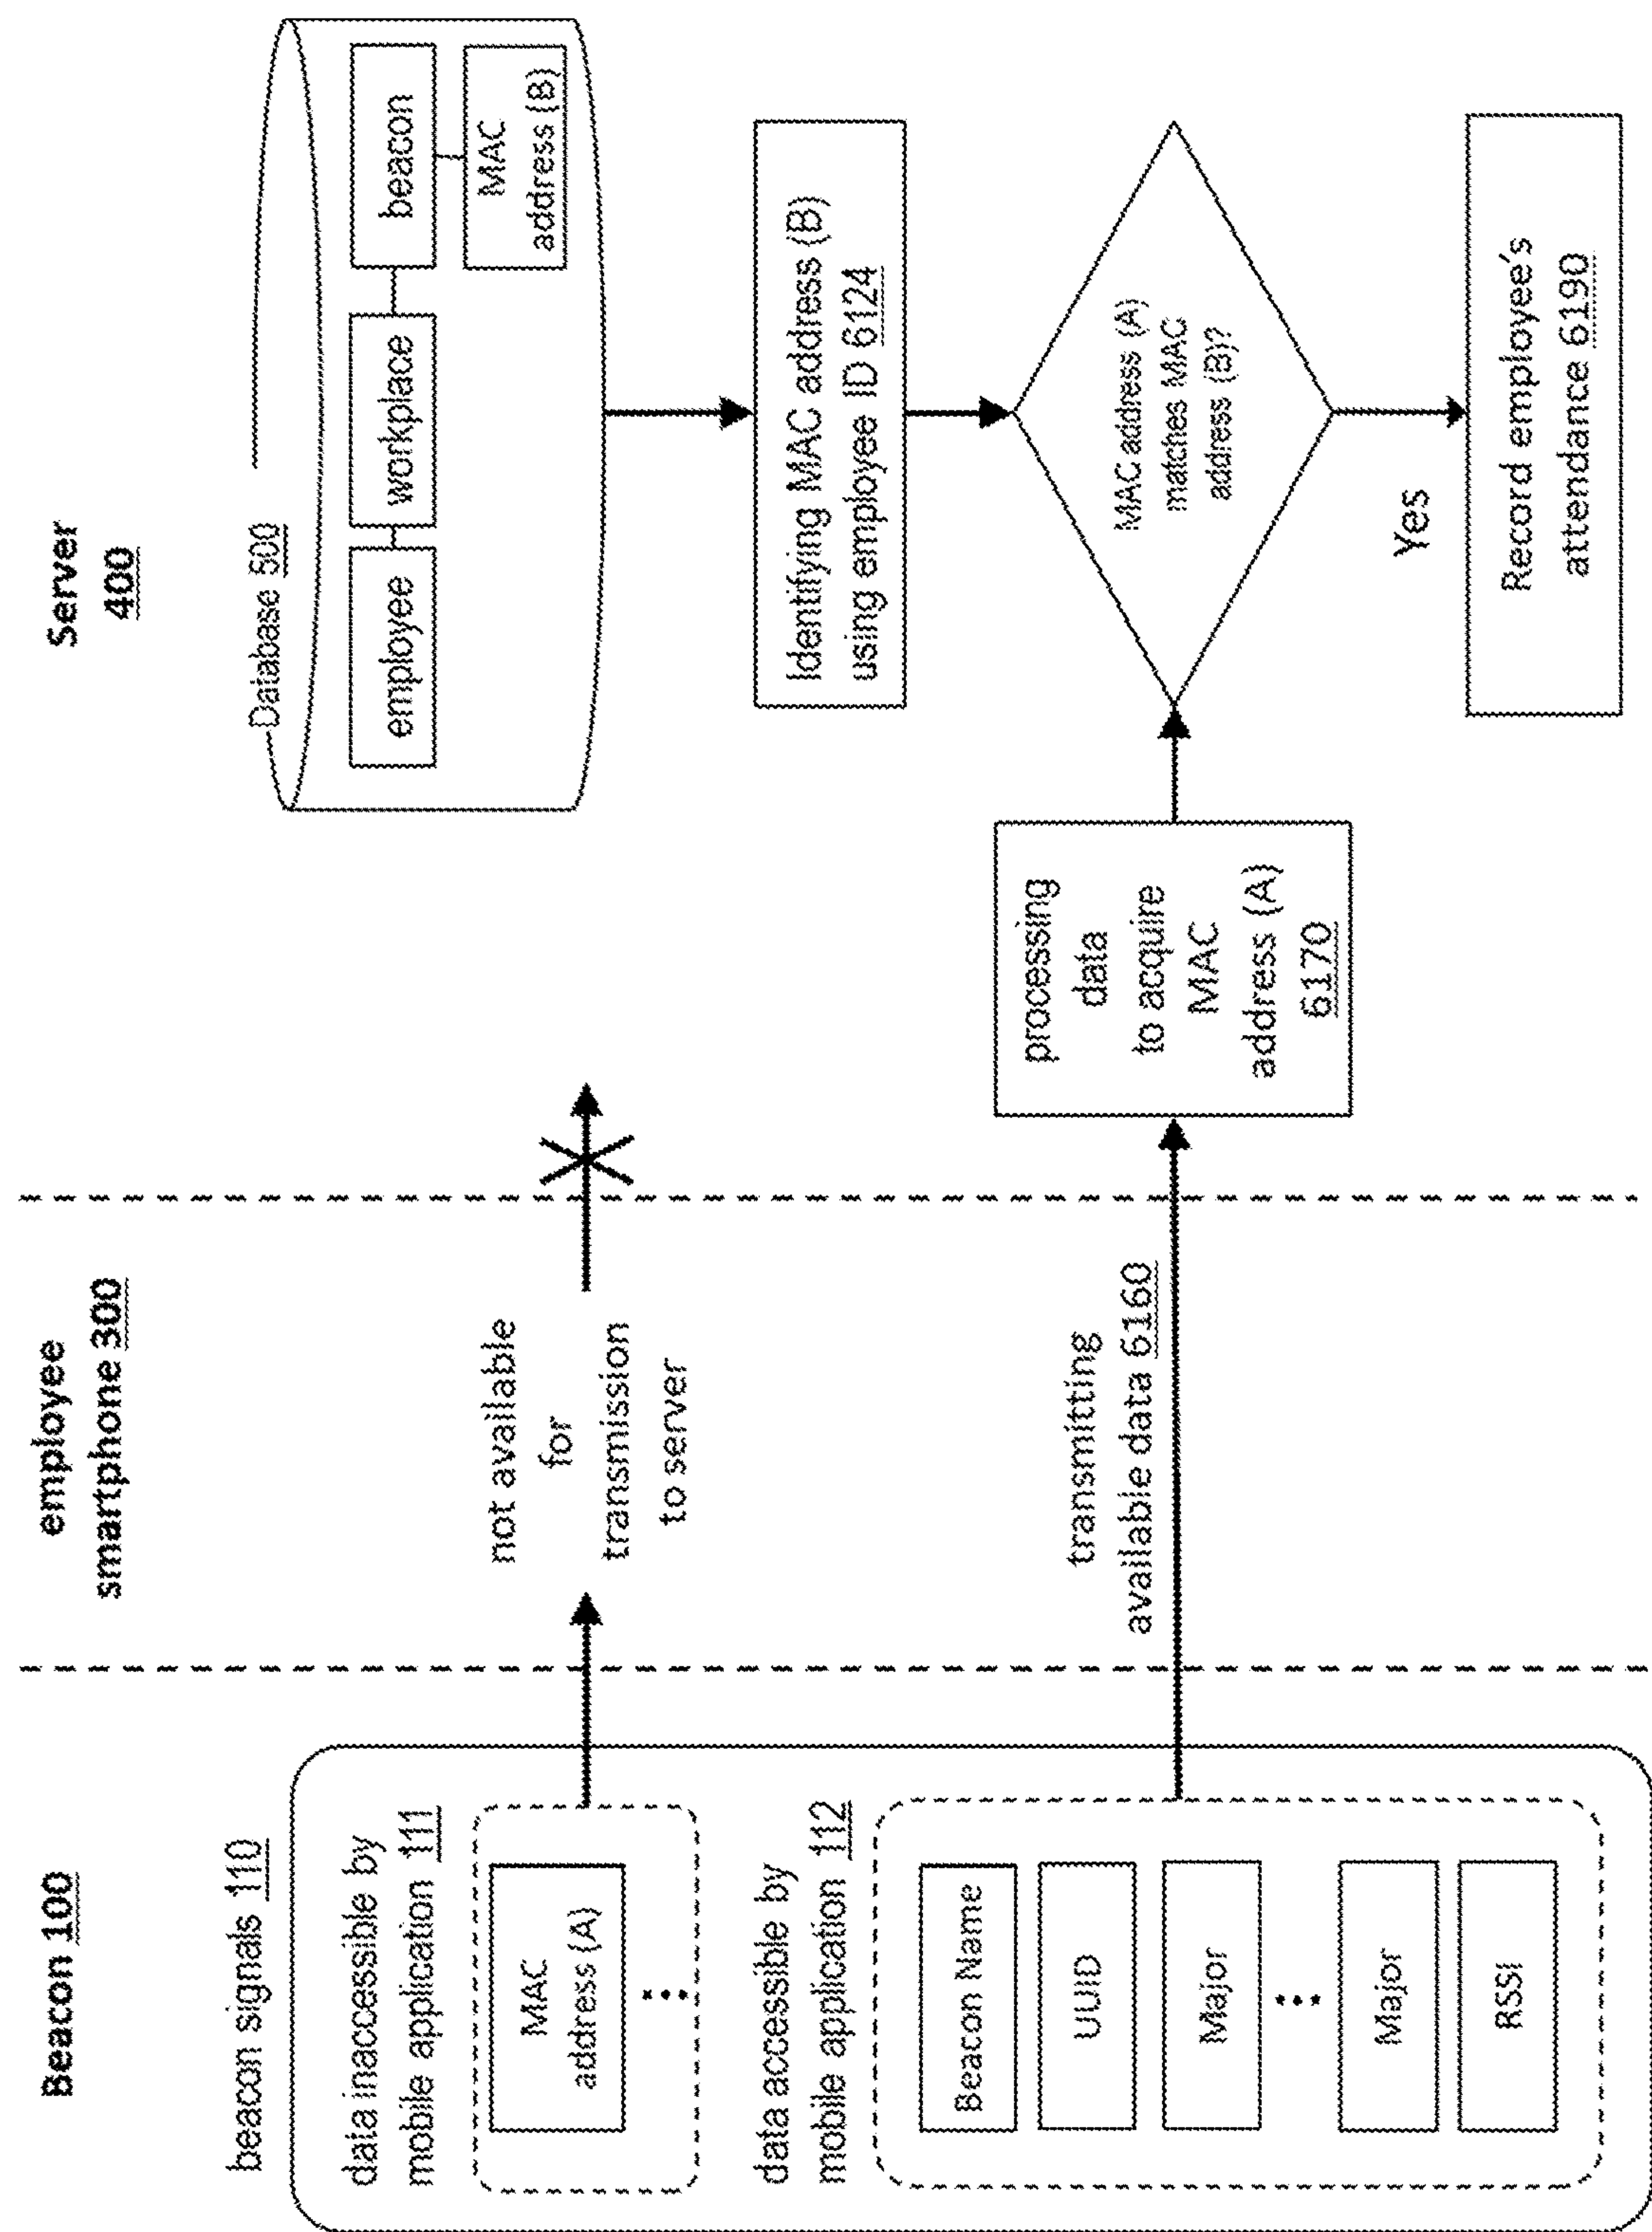 Beacon 100
employee
smartphone 300
Server
400
beacon signals 110
data inaccessible by
mobile application 111
MAC
address (A)
...
data accessible by
mobile application 112
Beacon Name
UUID
Major
...
Major
RSSI
not available
for
transmission
to server
transmitting
available data 6160
Database 500
employee
workplace
beacon
MAC
address (B)
Identifying MAC address (B)
using employee ID 6124
processing
data
to acquire
MAC
address (A)
6170
MAC address (A)
matches MAC
address (B)?
Yes
Record employee's
attendance 6190